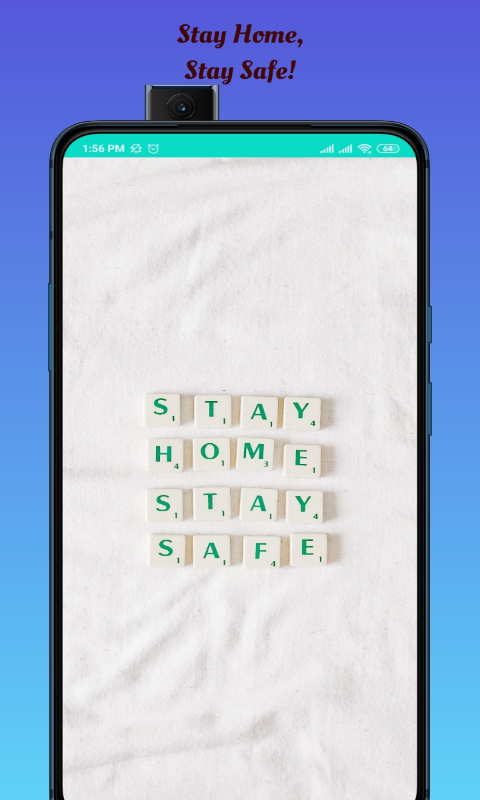 Stay Home,
Stay Safe!
1:56 PM 64
S1 T1 A1 Y4
H4 O1 M3 E1
S1 T1 A1 Y4
S1 A1 F4 E1